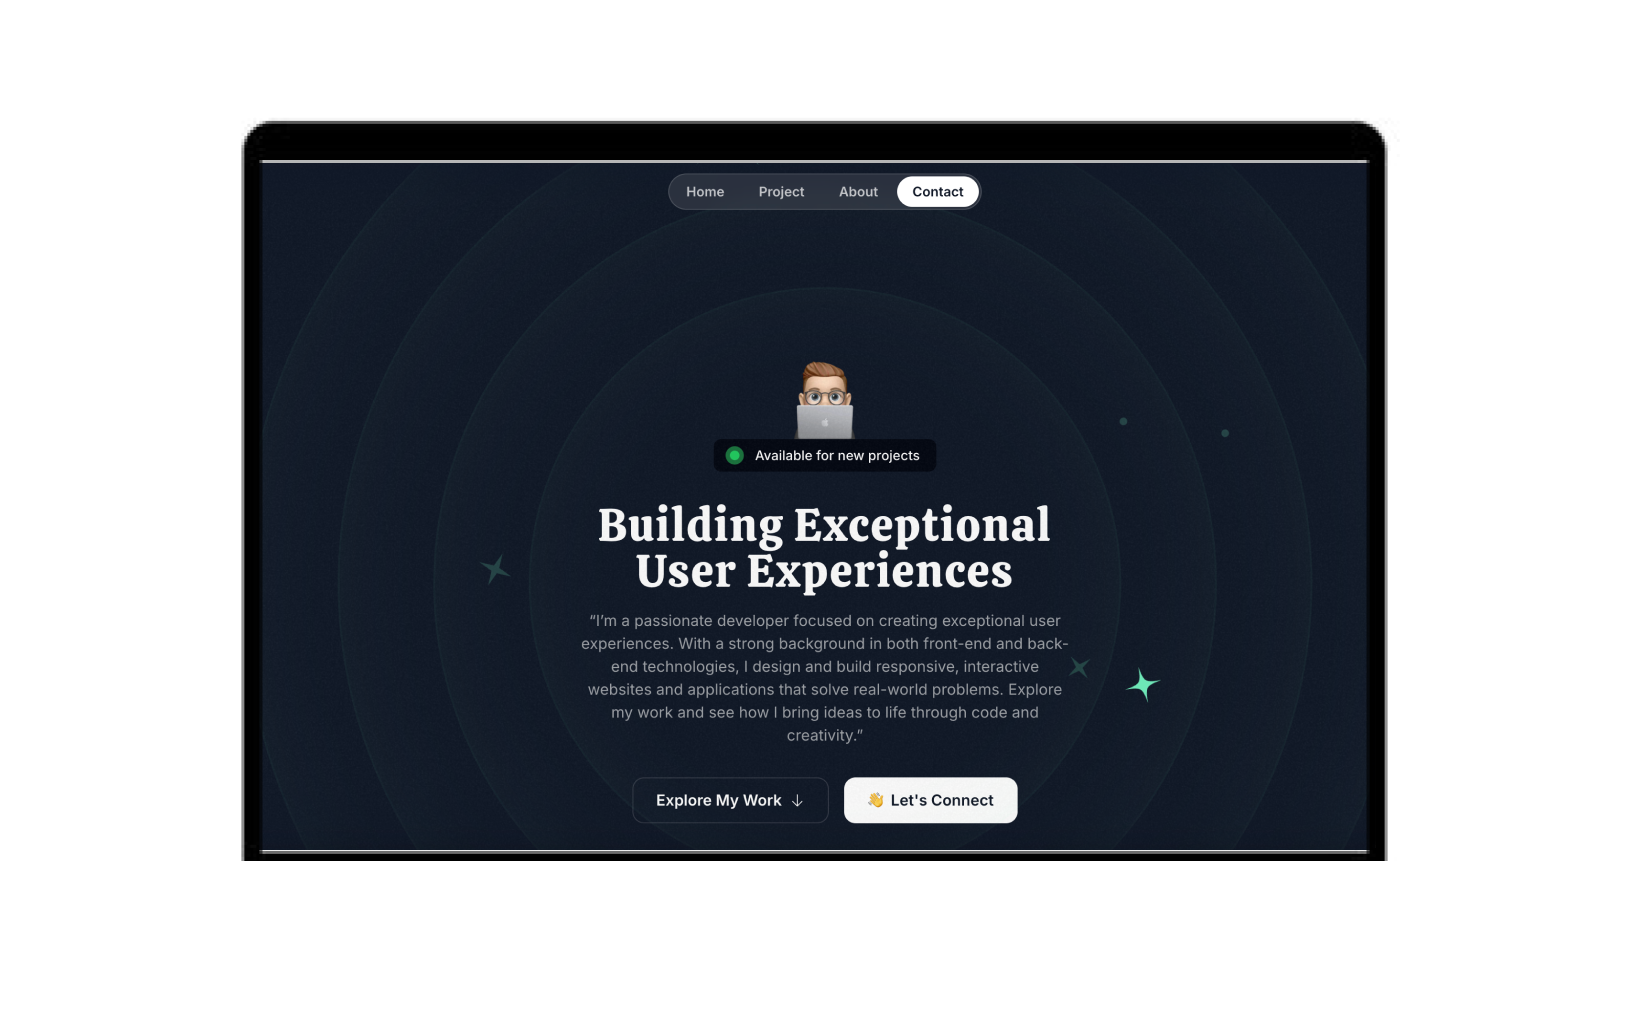 Home Project About Contact
Available for new projects
Building Exceptional
User Experiences
“I’m a passionate developer focused on creating exceptional user
experiences. With a strong background in both front-end and back-
end technologies, I design and build responsive, interactive
websites and applications that solve real-world problems. Explore
my work and see how I bring ideas to life through code and
creativity.”
Explore My Work ↓
👋 Let's Connect